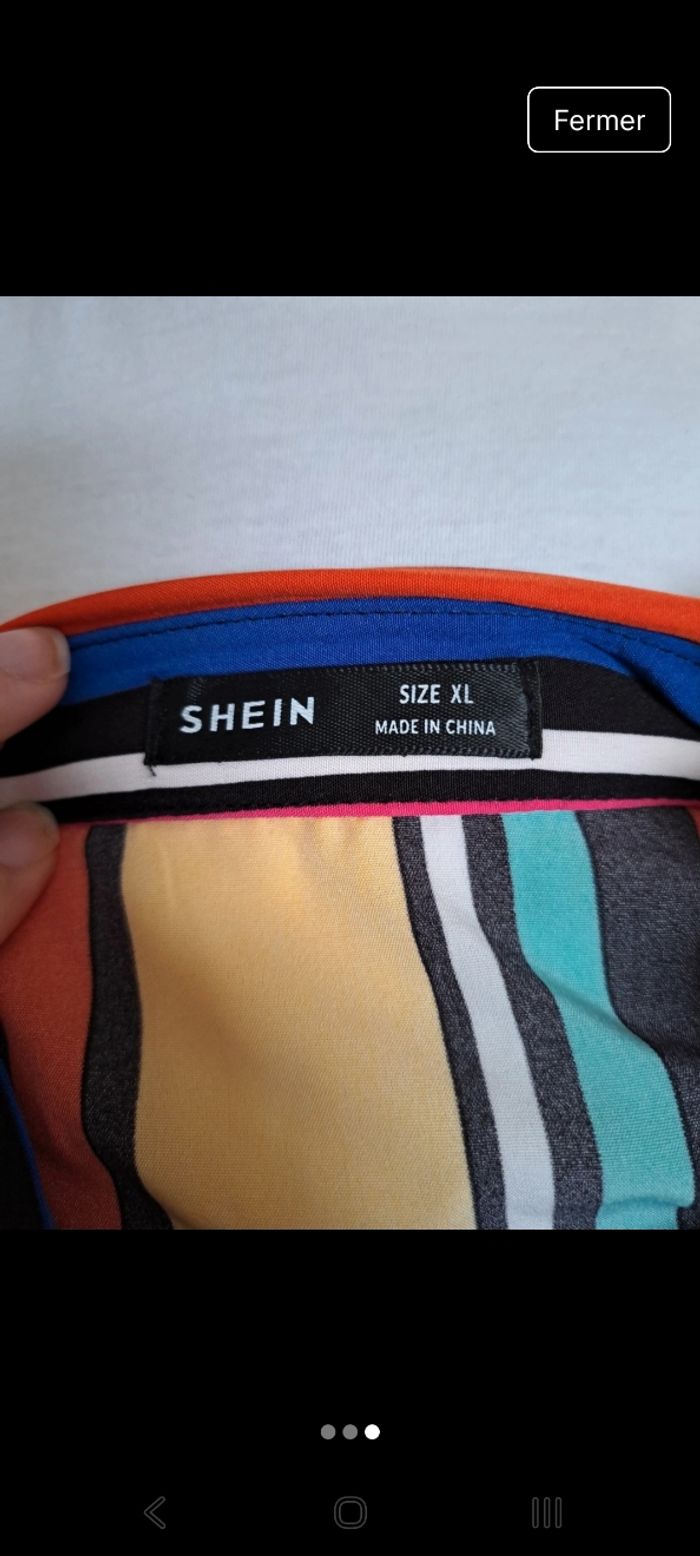 Fermer
SHEIN
SIZE XL
MADE IN CHINA